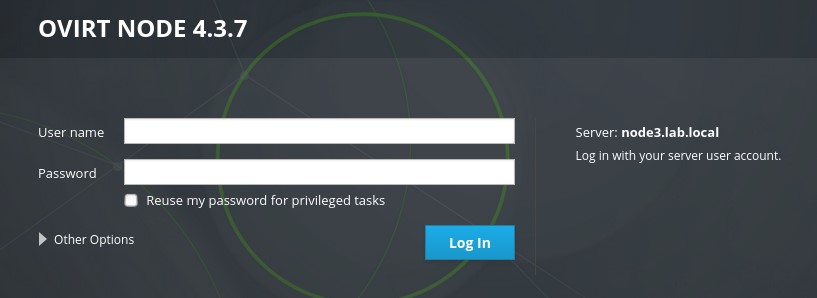 OVIRT NODE 4.3.7
User name
Server: node3.lab.local
Log in with your server user account.
Password
Reuse my password for privileged tasks
Other Options
Log In